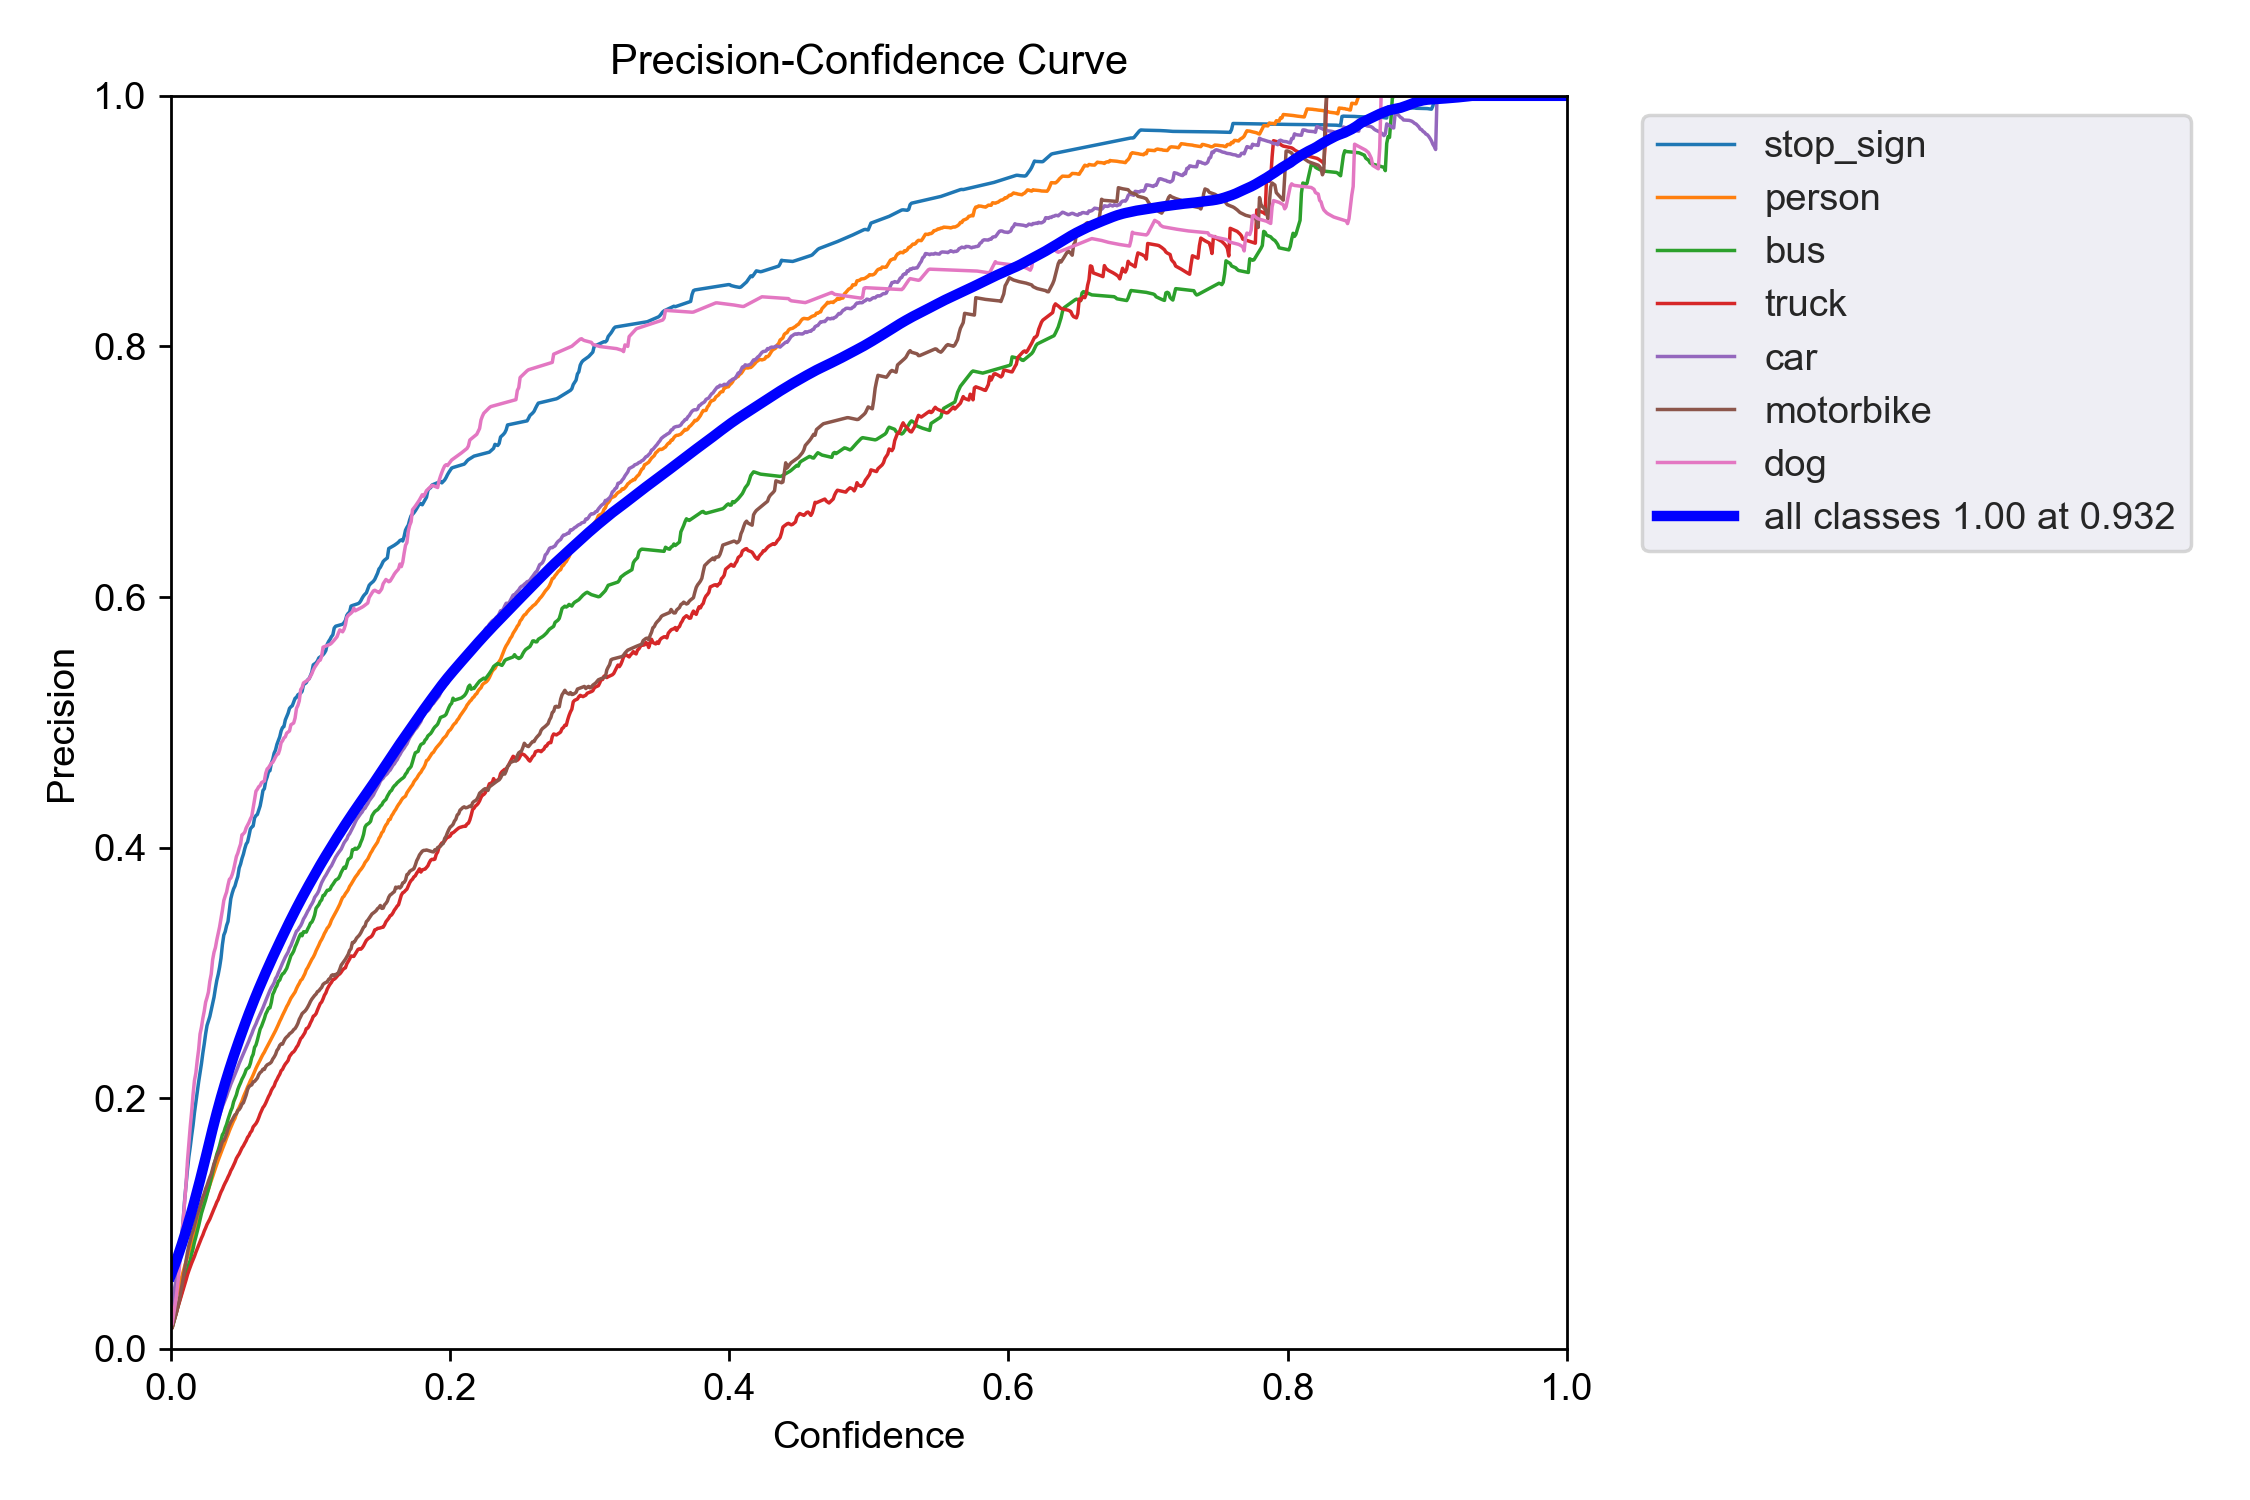 Precision-Confidence Curve
1.0
0.8
0.6
0.4
0.2
0.0
Precision
0.0 0.2 0.4 0.6 0.8 1.0
Confidence
stop_sign
person
bus
truck
car
motorbike
dog
all classes 1.00 at 0.932